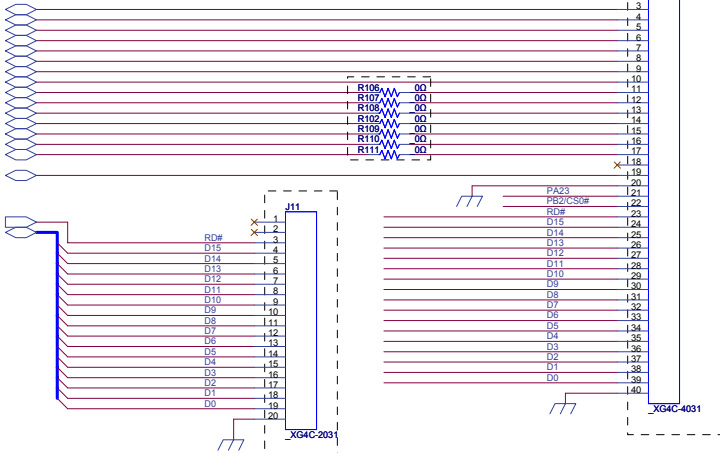 3
4
5
6
7
8
9
10
R106 0Ω 11
R107 0Ω 12
R108 0Ω 13
R102 0Ω 14
R109 0Ω 15
R110 0Ω 16
R111 0Ω 17
18
19
20
PA23 21
PB2/CS0# 22
RD# 23
D15 24
D14 25
D13 26
D12 27
D11 28
D10 29
D9 30
D8 31
D7 32
D6 33
D5 34
D4 35
D3 36
D2 37
D1 38
D0 39
40
_XG4C-4031
J11
1
2
RD# 3
D15 4
D14 5
D13 6
D12 7
D11 8
D10 9
D9 10
D8 11
D7 12
D6 13
D5 14
D4 15
D3 16
D2 17
D1 18
D0 19
20
_XG4C-2031